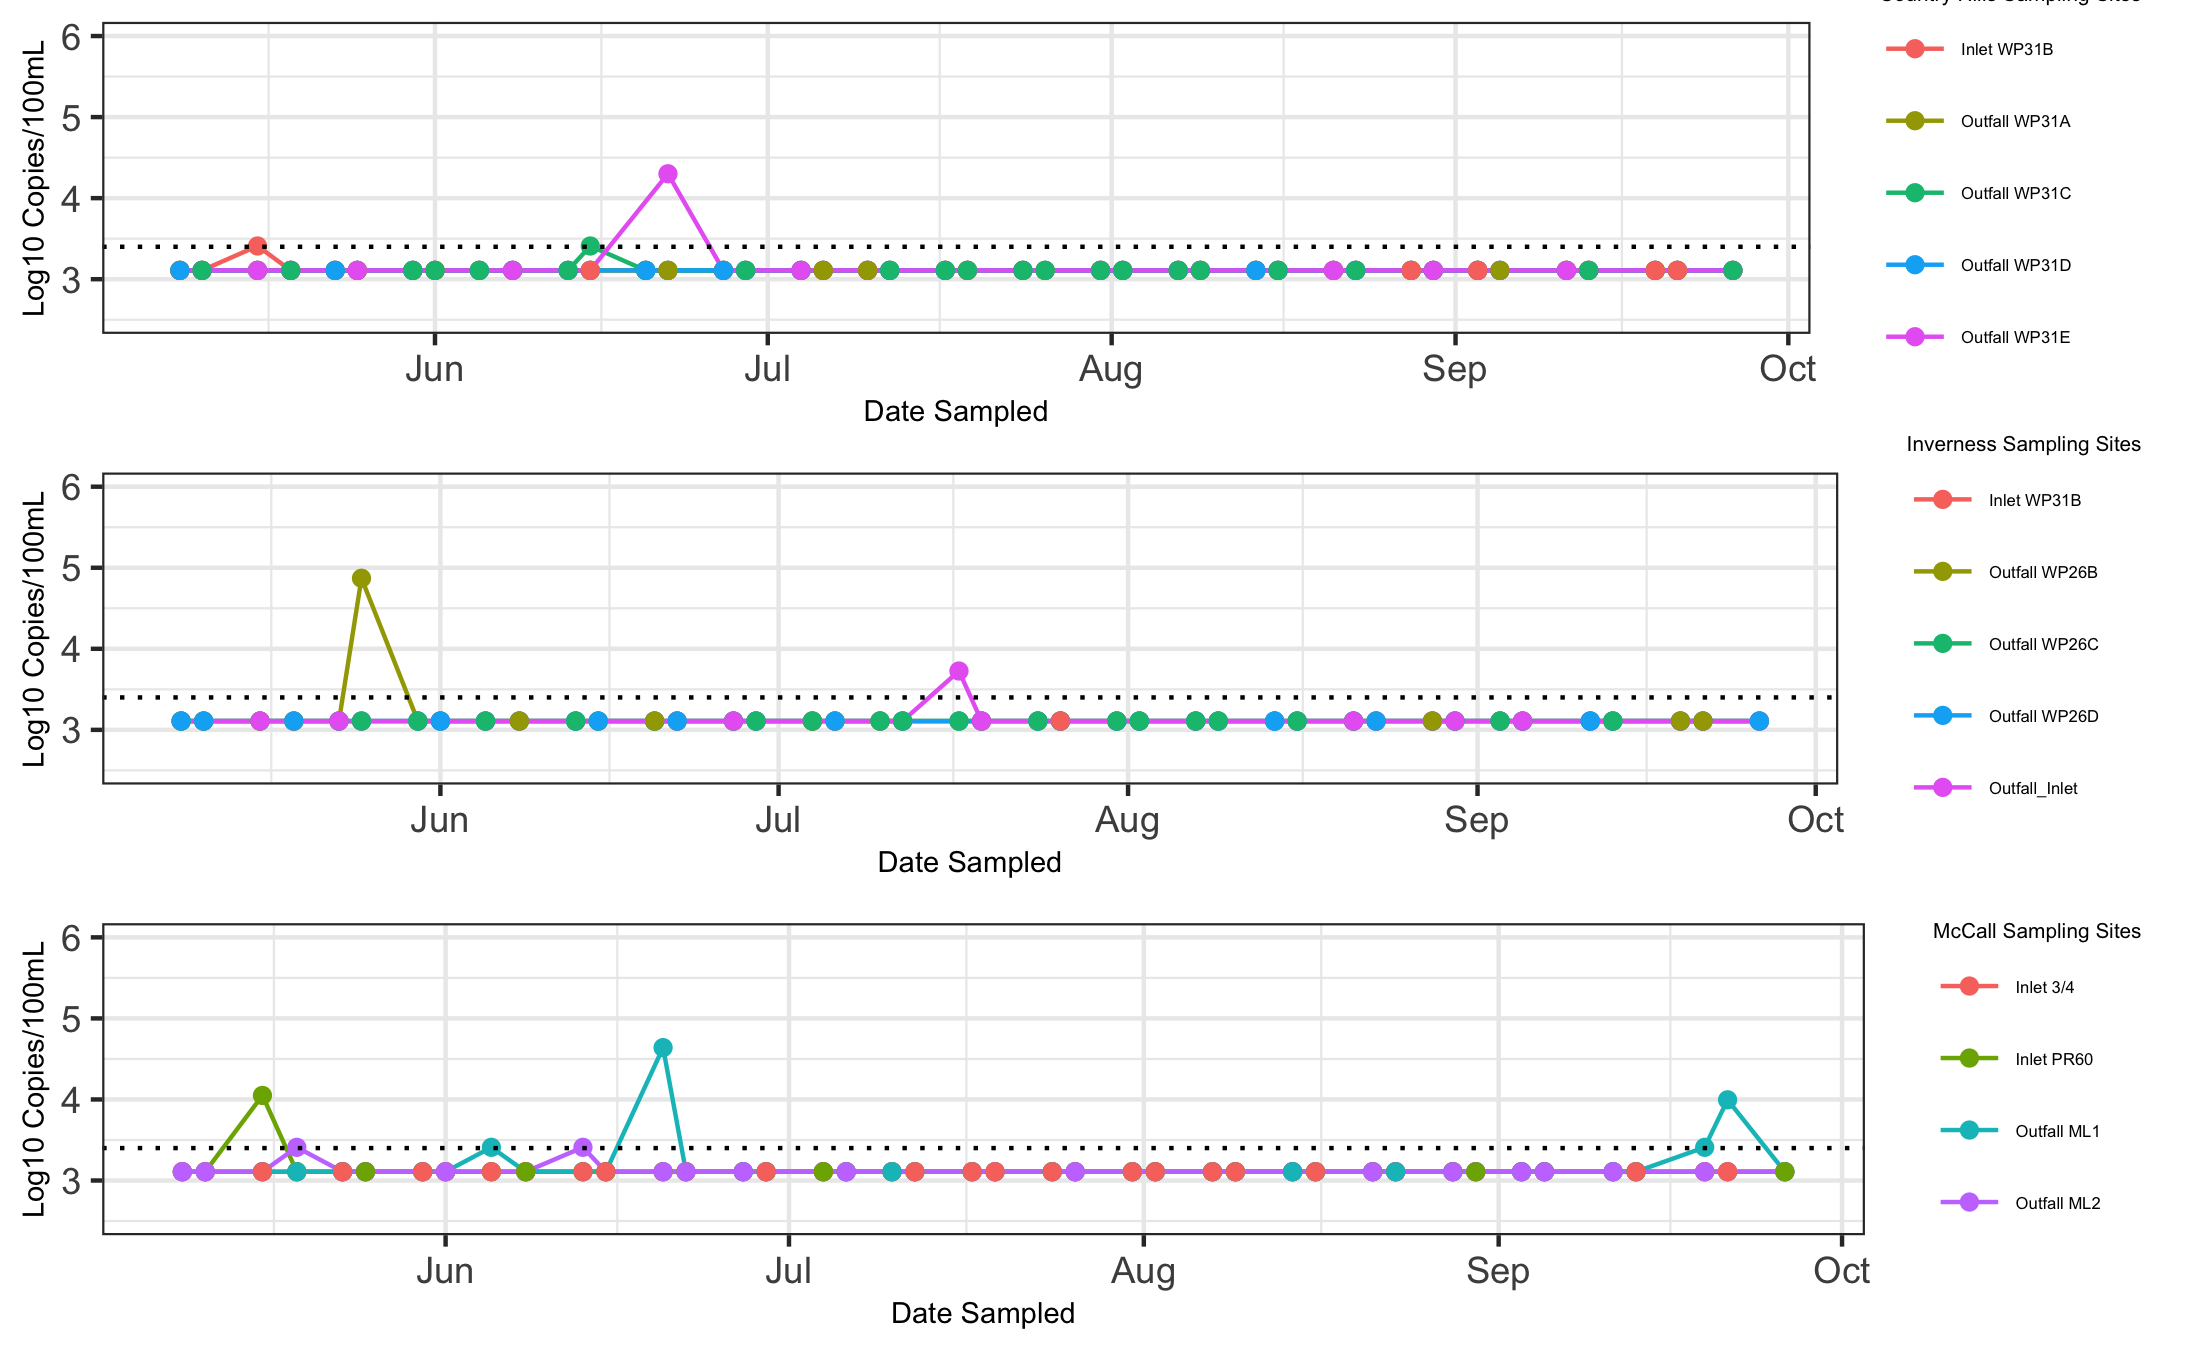 Country Hills Sampling Sites
Log10 Copies/100mL
6
5
4
3
Jun Jul Aug Sep Oct
Date Sampled
Inlet WP31B
Outfall WP31A
Outfall WP31C
Outfall WP31D
Outfall WP31E
Inverness Sampling Sites
Log10 Copies/100mL
6
5
4
3
Jun Jul Aug Sep Oct
Date Sampled
Inlet WP31B
Outfall WP26B
Outfall WP26C
Outfall WP26D
Outfall_Inlet
McCall Sampling Sites
Log10 Copies/100mL
6
5
4
3
Jun Jul Aug Sep Oct
Date Sampled
Inlet 3/4
Inlet PR60
Outfall ML1
Outfall ML2